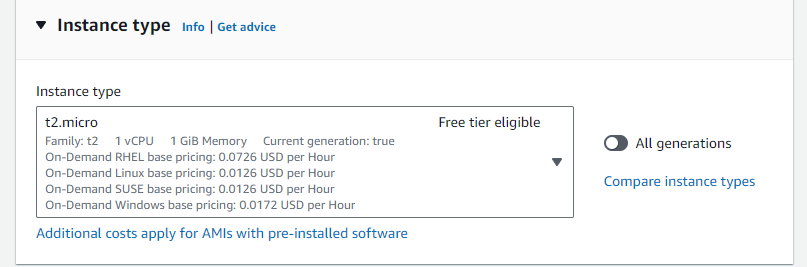 Instance type Info | Get advice
Instance type
t2.micro Free tier eligible
Family: t2 1 vCPU 1 GiB Memory Current generation: true
On-Demand RHEL base pricing: 0.0726 USD per Hour
On-Demand Linux base pricing: 0.0126 USD per Hour
On-Demand SUSE base pricing: 0.0126 USD per Hour
On-Demand Windows base pricing: 0.0172 USD per Hour
All generations
Compare instance types
Additional costs apply for AMIs with pre-installed software